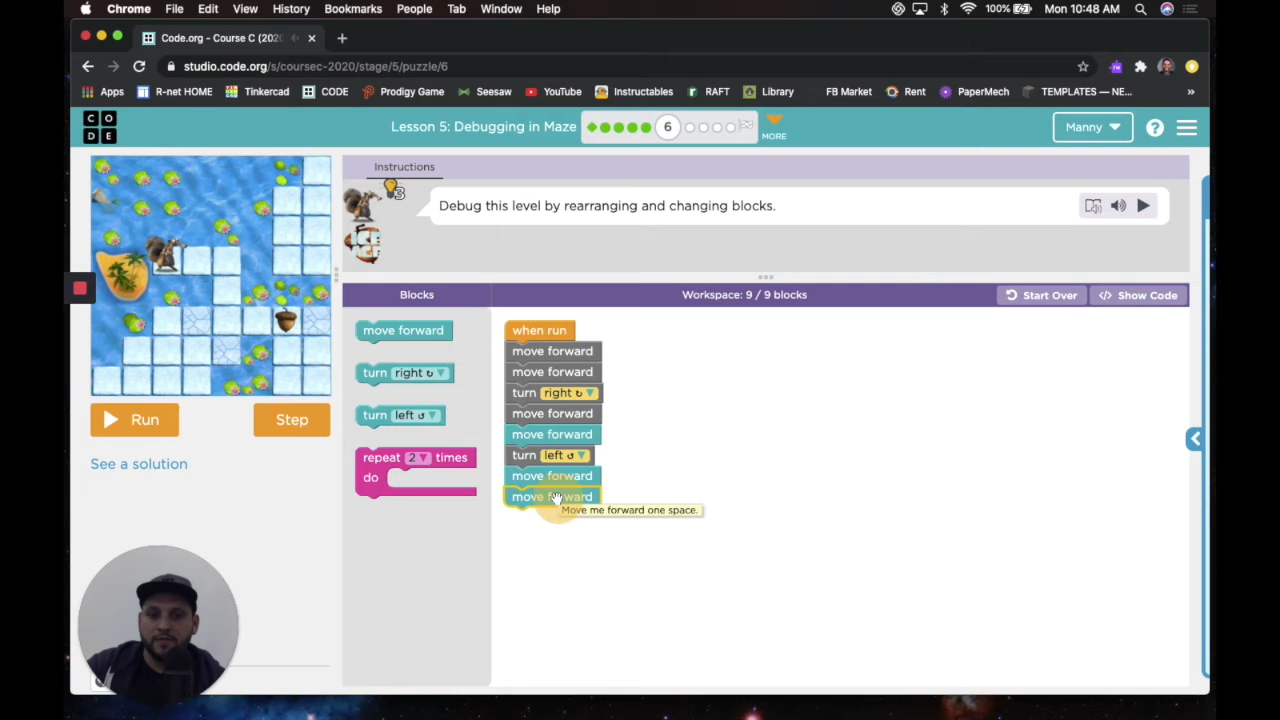 Chrome File Edit View History Bookmarks People Tab Window Help 100% Mon 10:48 AM
Code.org - Course C (202
studio.code.org/s/coursec-2020/stage/5/puzzle/6
Apps R-net HOME Tinkercad CODE Prodigy Game Seesaw YouTube Instructables RAFT Library FB Market Rent PaperMech TEMPLATES — NE... »
CO
DE
Lesson 5: Debugging in Maze 6 MORE Manny ?
Instructions
3
Debug this level by rearranging and changing blocks.
ICE
Blocks Workspace: 9 / 9 blocks Start Over </> Show Code
move forward
turn right
turn left
repeat 2 times
do
when run
move forward
move forward
turn right
move forward
move forward
turn left
move forward
move forward
Move me forward one space.
Run Step
See a solution